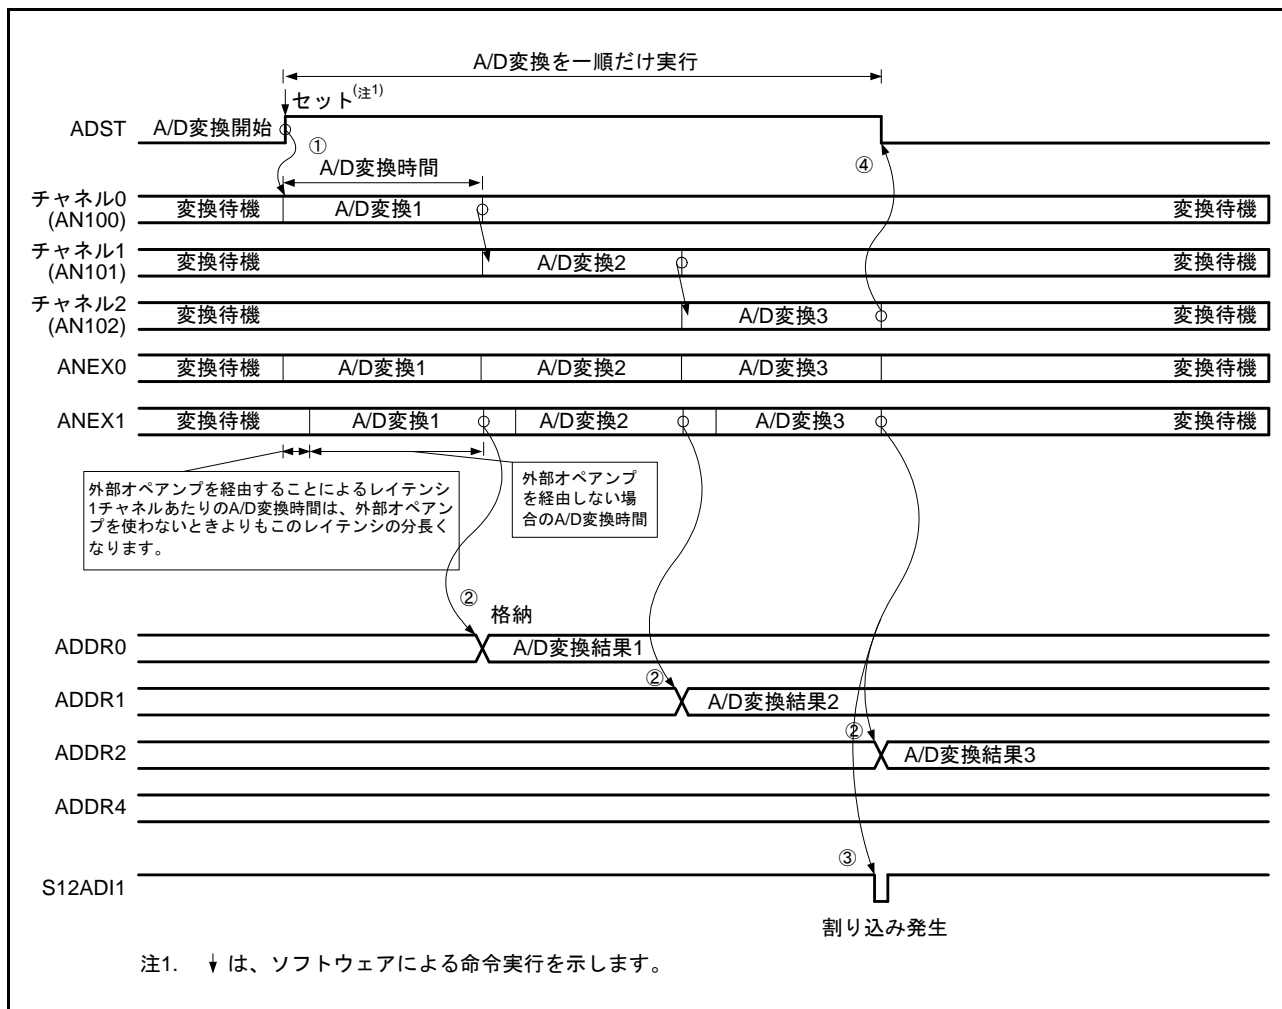 A/D変換を一順だけ実行
セット(注1)
ADST A/D変換開始
① ④
A/D変換時間
チャネル0
(AN100)
変換待機 A/D変換1 変換待機
チャネル1
(AN101)
変換待機 A/D変換2 変換待機
チャネル2
(AN102)
変換待機 A/D変換3 変換待機
ANEX0 変換待機 A/D変換1 A/D変換2 A/D変換3 変換待機
ANEX1 変換待機 A/D変換1 A/D変換2 A/D変換3 変換待機
外部オペアンプを経由することによるレイテンシ
1チャネルあたりのA/D変換時間は、外部オペアン
プを使わないときよりもこのレイテンシの分長く
なります。
外部オペアンプ
を経由しない場
合のA/D変換時間
② 格納
ADDR0 A/D変換結果1
②
ADDR1 A/D変換結果2
②
ADDR2 A/D変換結果3
ADDR4
③
S12ADI1
割り込み発生
注1. ↓は、ソフトウェアによる命令実行を示します。